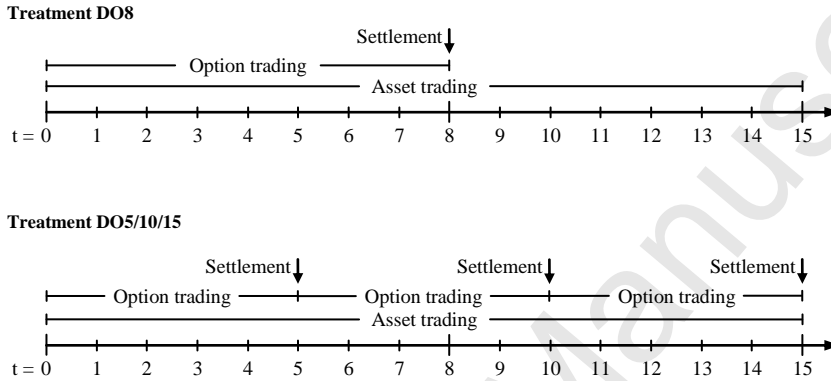 Treatment DO8
Settlement
Option trading
Asset trading
t = 0 1 2 3 4 5 6 7 8 9 10 11 12 13 14 15
Treatment DO5/10/15
Settlement Settlement Settlement
Option trading Option trading Option trading
Asset trading
t = 0 1 2 3 4 5 6 7 8 9 10 11 12 13 14 15